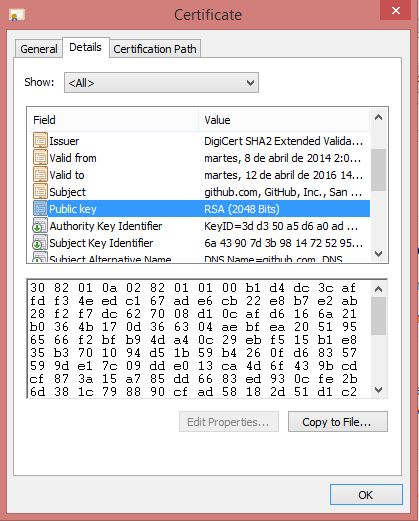 Certificate
General Details Certification Path
Show: <All>
Field Value
Issuer DigiCert SHA2 Extended Valida...
Valid from martes, 8 de abril de 2014 2:0...
Valid to martes, 12 de abril de 2016 14...
Subject github.com, GitHub, Inc., San ...
Public key RSA (2048 Bits)
Authority Key Identifier KeyID=3d d3 50 a5 d6 a0 ad ...
Subject Key Identifier 6a 43 90 7d 3b 98 14 72 52 95...
Subject Alternative Name DNS Name=github.com, DNS
30 82 01 0a 02 82 01 01 00 b1 d4 dc 3c af
fd f3 4e ed c1 67 ad e6 cb 22 e8 b7 e2 ab
28 f2 f7 dc 62 70 08 d1 0c af d6 16 6a 21
b0 36 4b 17 0d 36 63 04 ae bf ea 20 51 95
65 66 f2 bf b9 4d a4 0c 29 eb f5 15 b1 e8
35 b3 70 10 94 d5 1b 59 b4 26 0f d6 83 57
59 9d e1 7c 09 dd e0 13 ca 4d 6f 43 9b cd
cf 87 3a 15 a7 85 dd 66 83 ed 93 0c fe 2b
6d 38 1c 79 88 90 cf ad 58 18 2d 51 d1 c2
Edit Properties... Copy to File...
OK